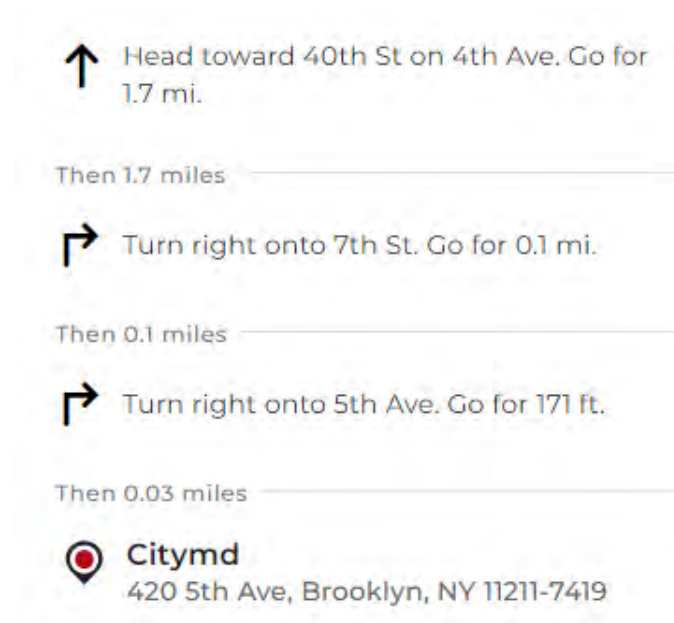 Head toward 40th St on 4th Ave. Go for
1.7 mi.
Then 1.7 miles
Turn right onto 7th St. Go for 0.1 mi.
Then 0.1 miles
Turn right onto 5th Ave. Go for 171 ft.
Then 0.03 miles
Citymd
420 5th Ave, Brooklyn, NY 11211-7419